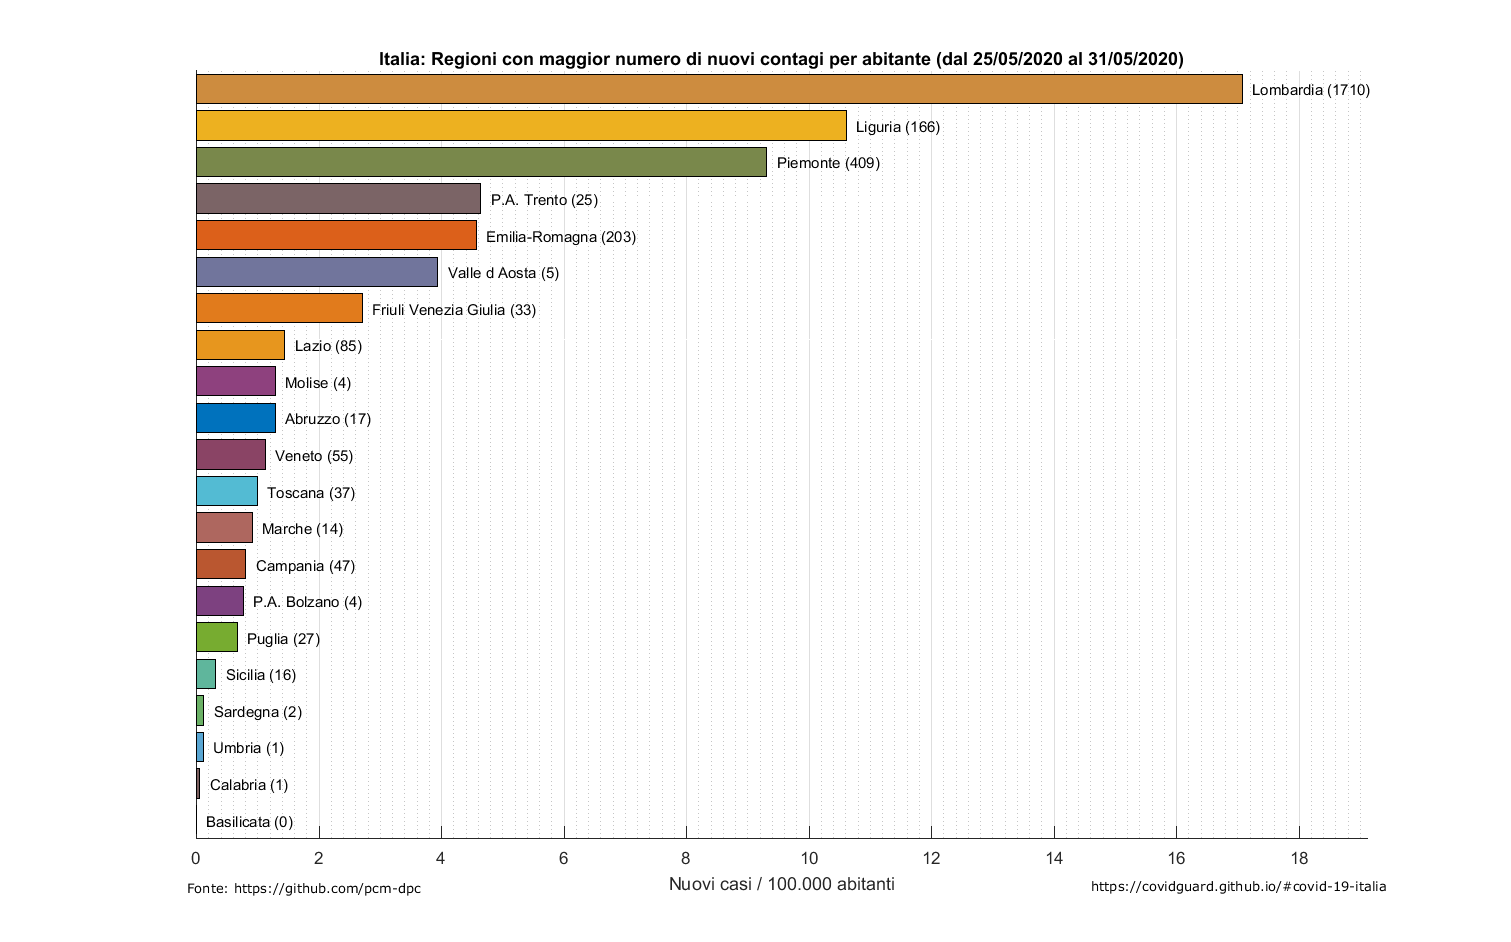 Italia: Regioni con maggior numero di nuovi contagi per abitante (dal 25/05/2020 al 31/05/2020)
Lombardia (1710)
Liguria (166)
Piemonte (409)
P.A. Trento (25)
Emilia-Romagna (203)
Valle d Aosta (5)
Friuli Venezia Giulia (33)
Lazio (85)
Molise (4)
Abruzzo (17)
Veneto (55)
Toscana (37)
Marche (14)
Campania (47)
P.A. Bolzano (4)
Puglia (27)
Sicilia (16)
Sardegna (2)
Umbria (1)
Calabria (1)
Basilicata (0)
0 2 4 6 8 10 12 14 16 18
Nuovi casi / 100.000 abitanti
Fonte: https://github.com/pcm-dpc
https://covidguard.github.io/#covid-19-italia